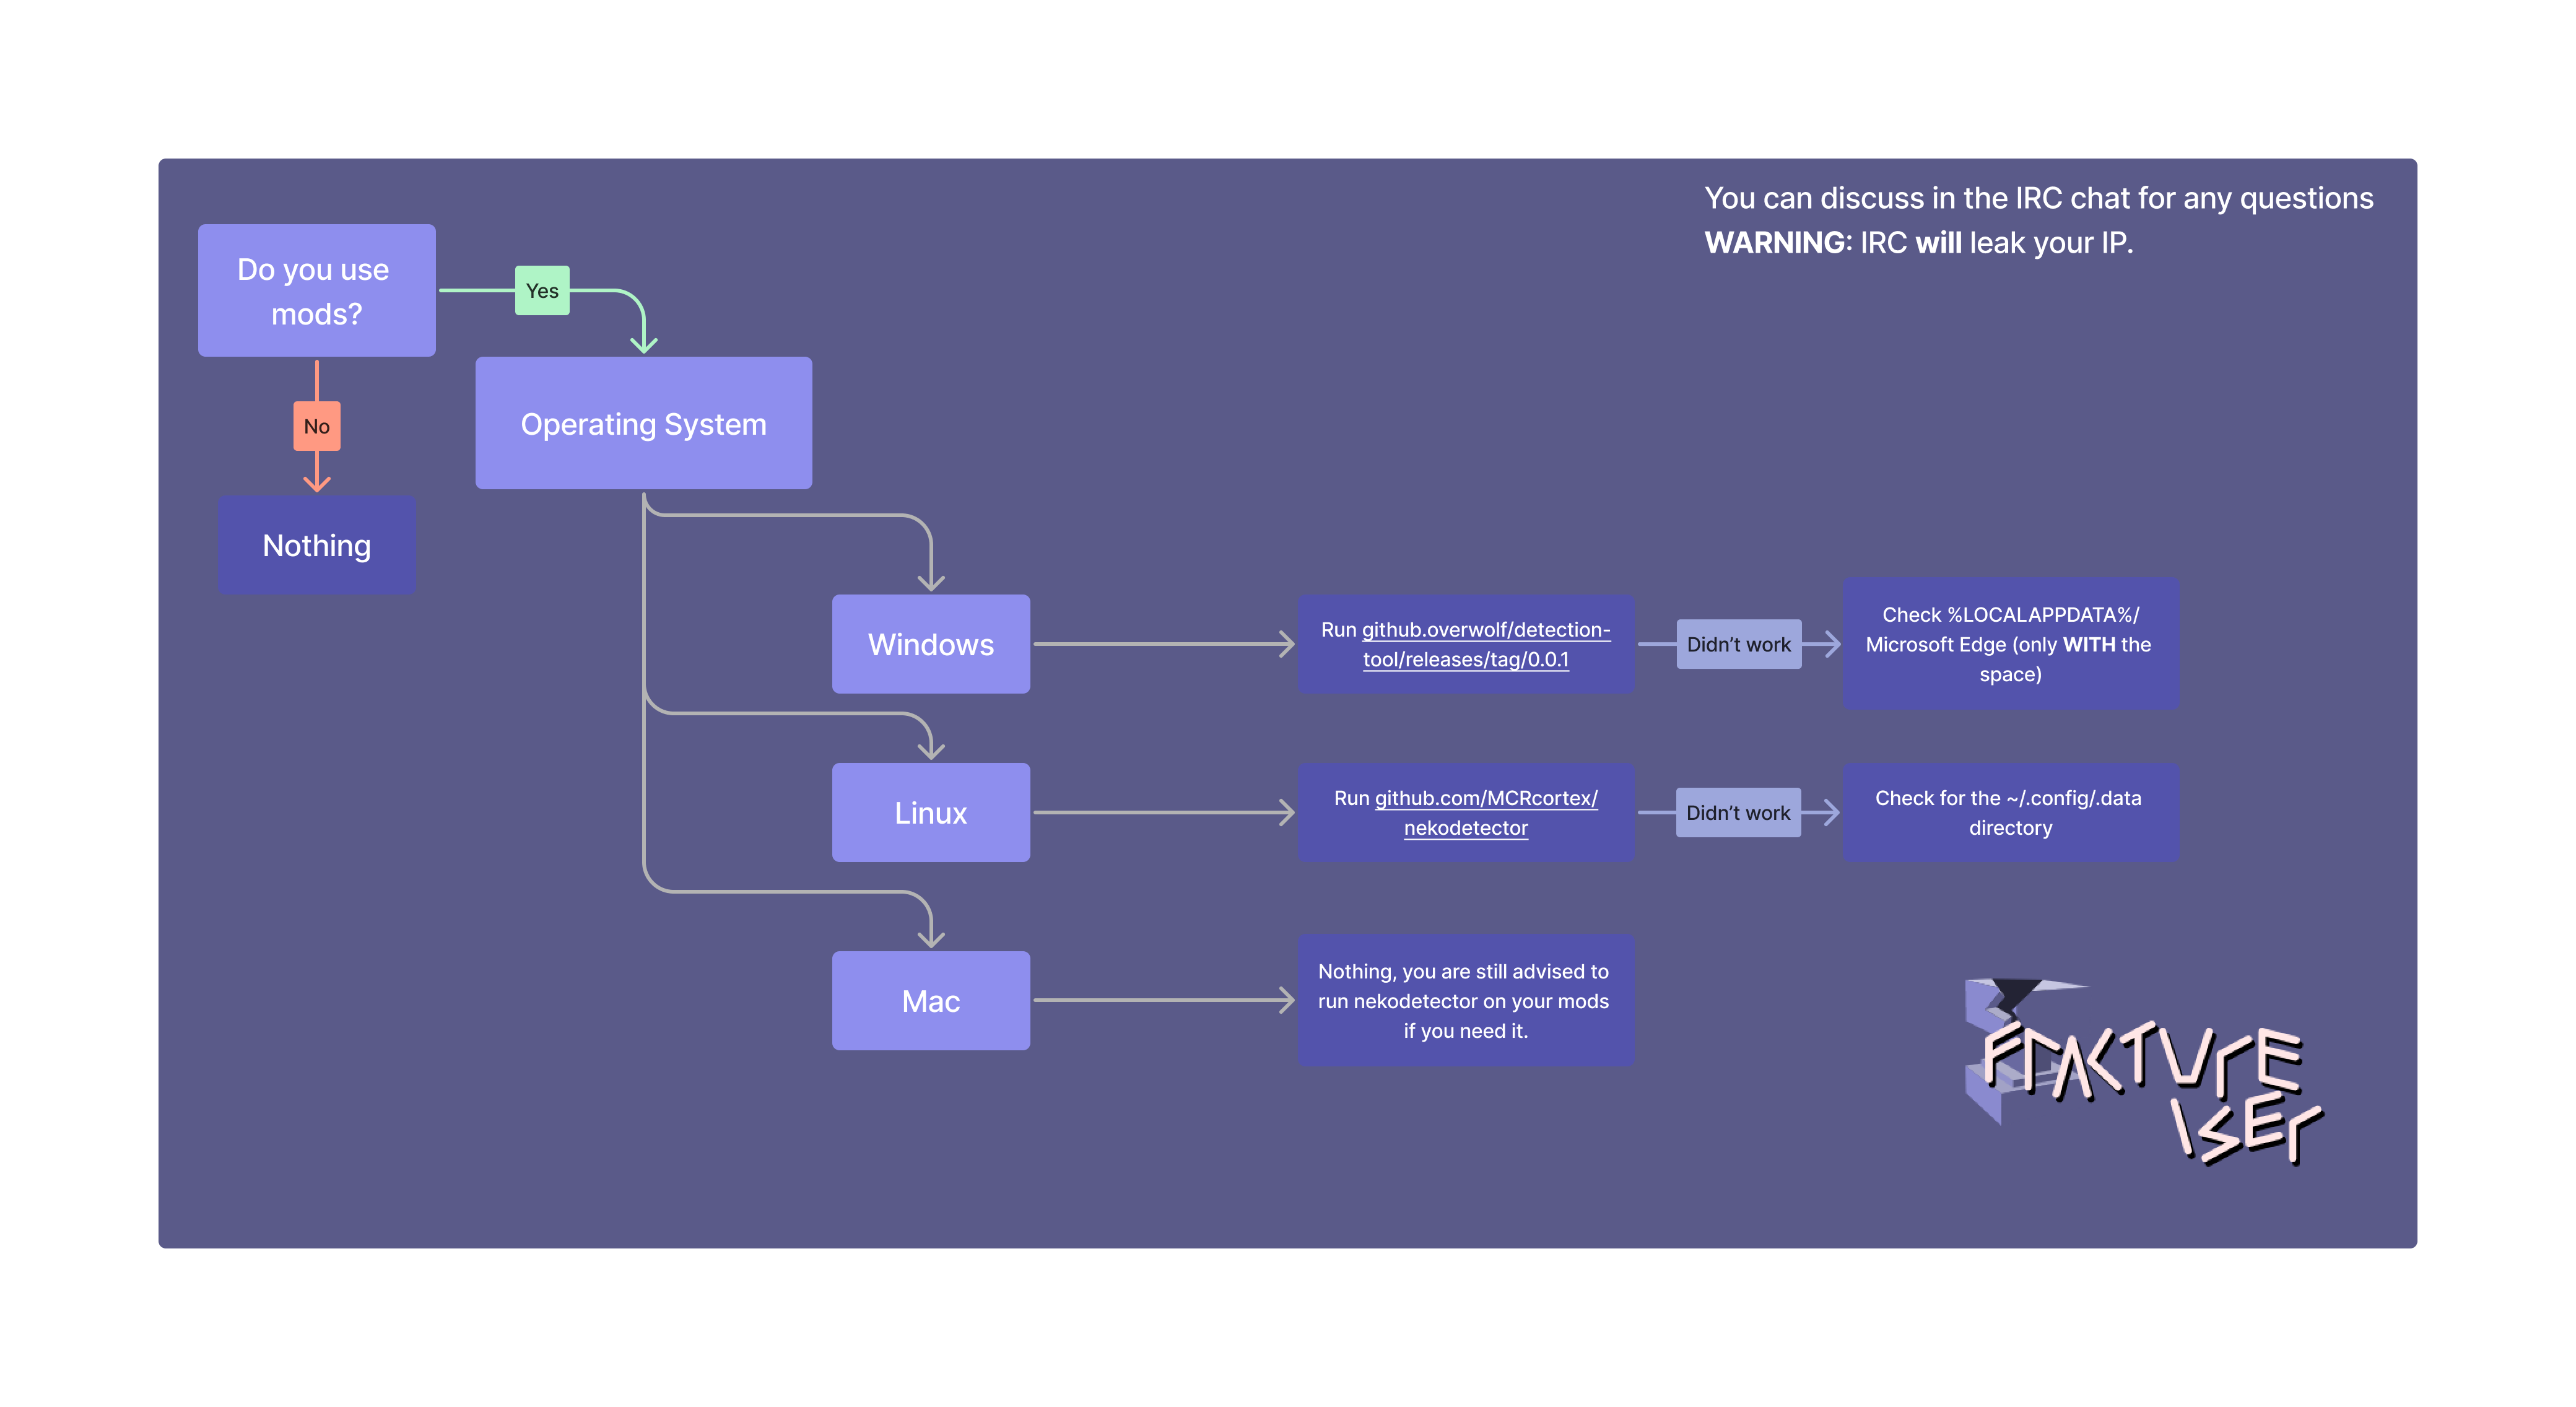 You can discuss in the IRC chat for any questions
WARNING: IRC will leak your IP.
Do you use
mods?
Yes
No
Nothing
Operating System
Windows
Run github.overwolf/detection-
tool/releases/tag/0.0.1
Didn’t work
Check %LOCALAPPDATA%/
Microsoft Edge (only WITH the
space)
Linux
Run github.com/MCRcortex/
nekodetector
Didn’t work
Check for the ~/.config/.data
directory
Mac
Nothing, you are still advised to
run nekodetector on your mods
if you need it.
FRACTURE
ISER